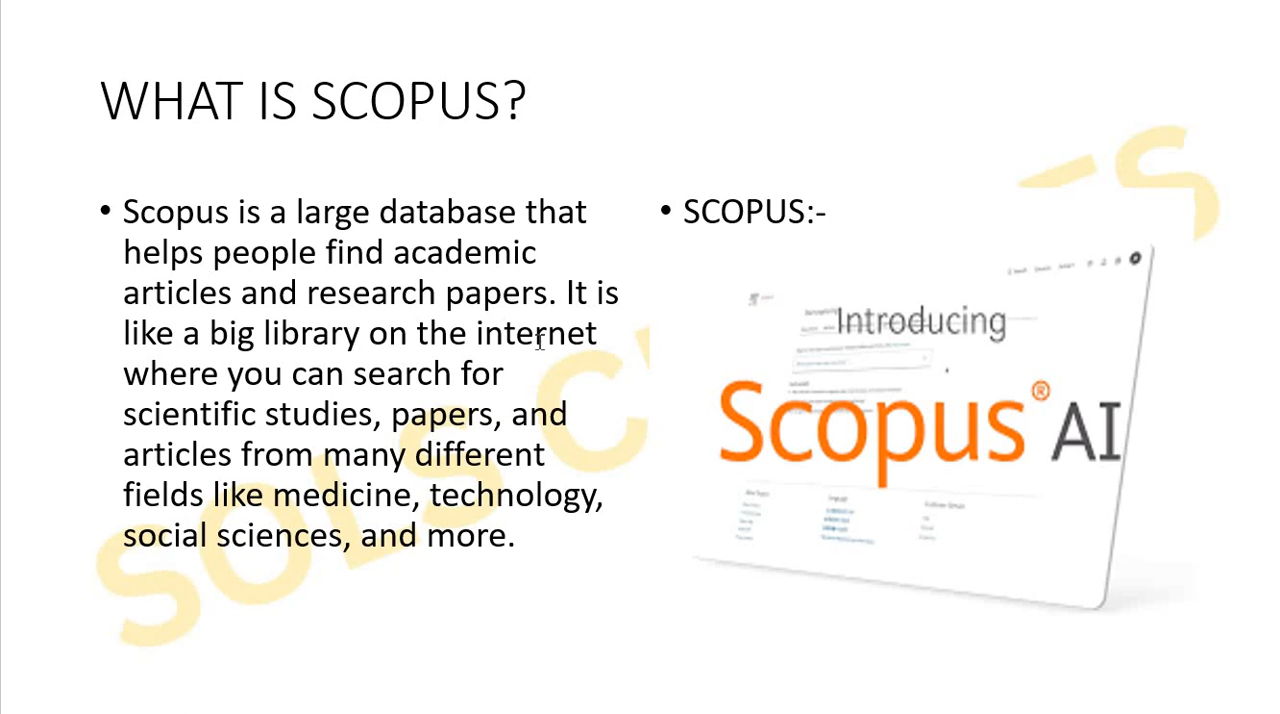 WHAT IS SCOPUS?
• Scopus is a large database that
helps people find academic
articles and research papers. It is
like a big library on the internet
where you can search for
scientific studies, papers, and
articles from many different
fields like medicine, technology,
social sciences, and more.
• SCOPUS:-
Introducing
Scopus® AI
SOLS C
S